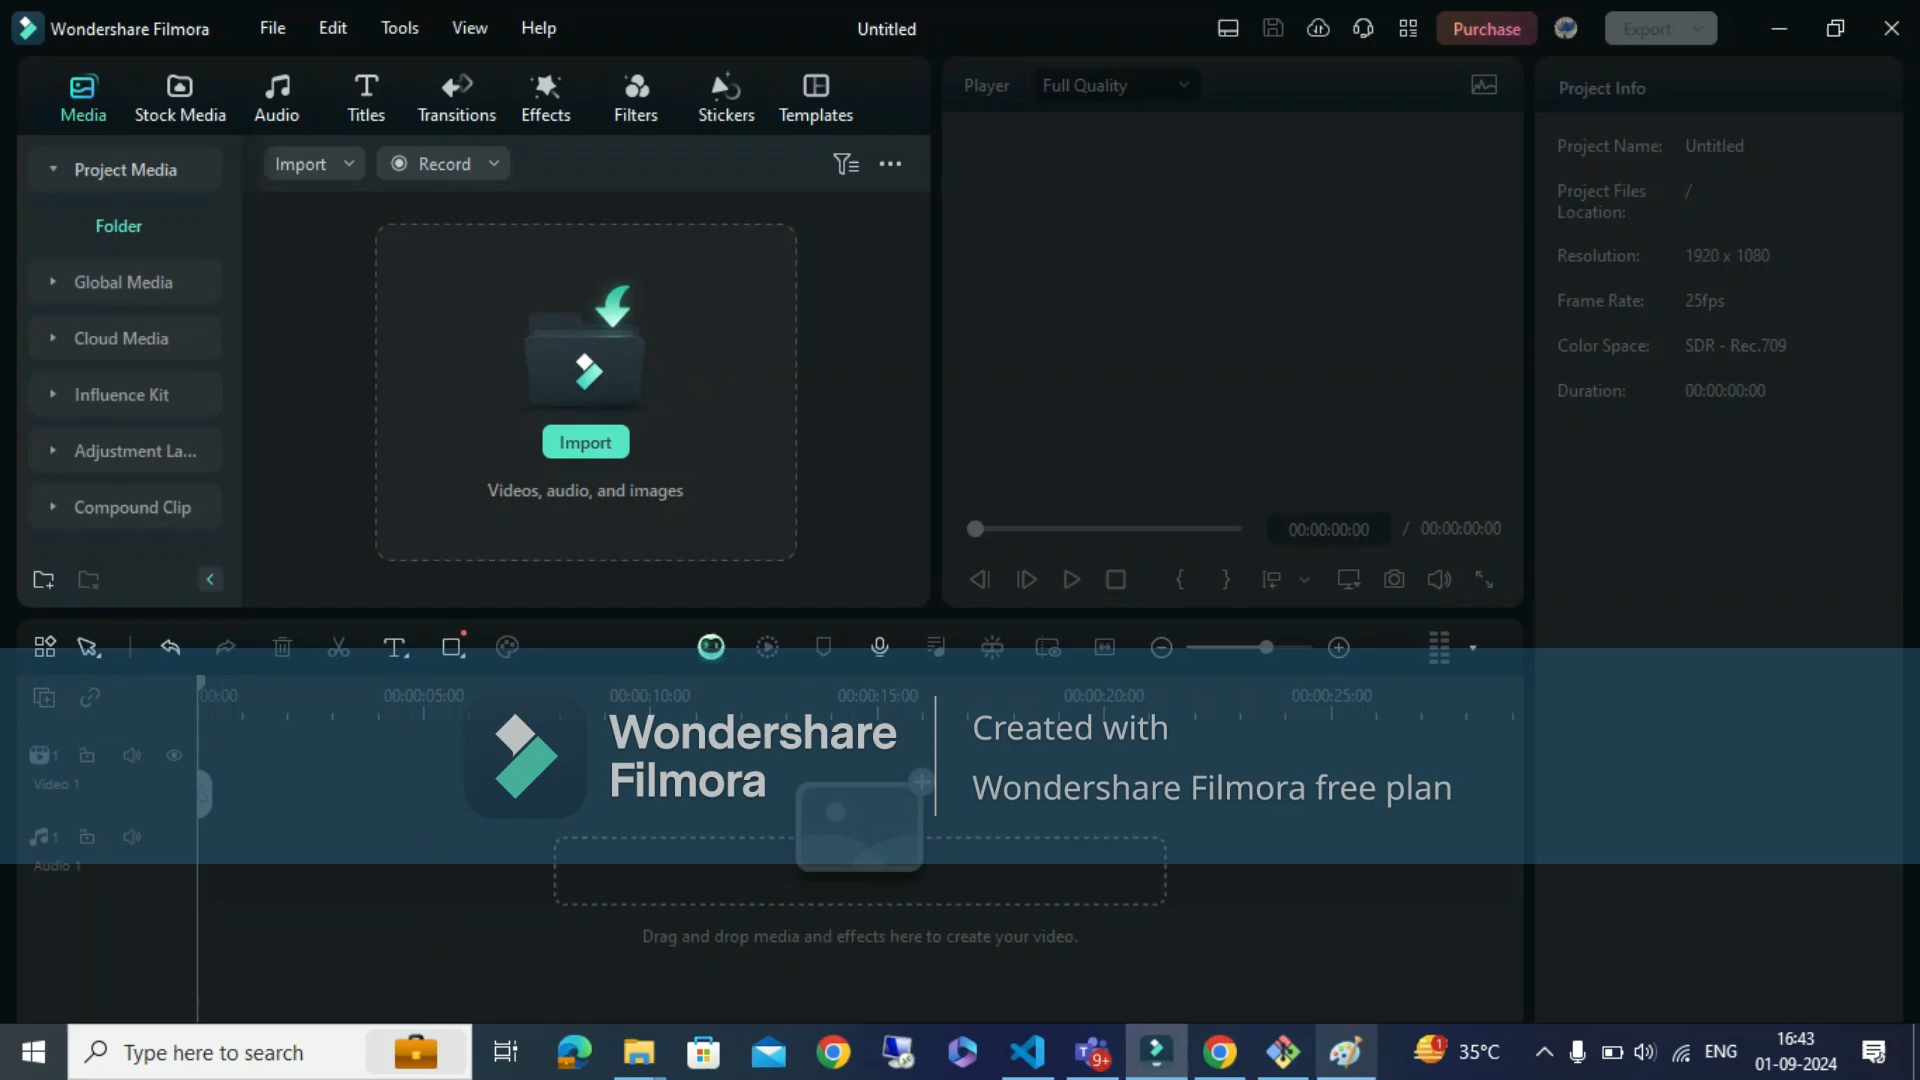 Wondershare Filmora
File
Edit
Tools
View
Help
Untitled
Purchase
Export
Media
Stock Media
Audio
Titles
Transitions
Effects
Filters
Stickers
Templates
Player
Full Quality
Project Info
Project Media
Import
Record
Folder
Global Media
Cloud Media
Influence Kit
Adjustment La...
Compound Clip
Import
Videos, audio, and images
00:00:00:00 / 00:00:00:00
Project Name: Untitled
Project Files Location: /
Resolution: 1920 x 1080
Frame Rate: 25fps
Color Space: SDR - Rec.709
Duration: 00:00:00:00
00:00
00:00:05:00
00:00:10:00
00:00:15:00
00:00:20:00
00:00:25:00
1
Video 1
1
Audio 1
Wondershare
Filmora
Created with
Wondershare Filmora free plan
Drag and drop media and effects here to create your video.
Type here to search
9+
1
35°C
ENG
16:43
01-09-2024